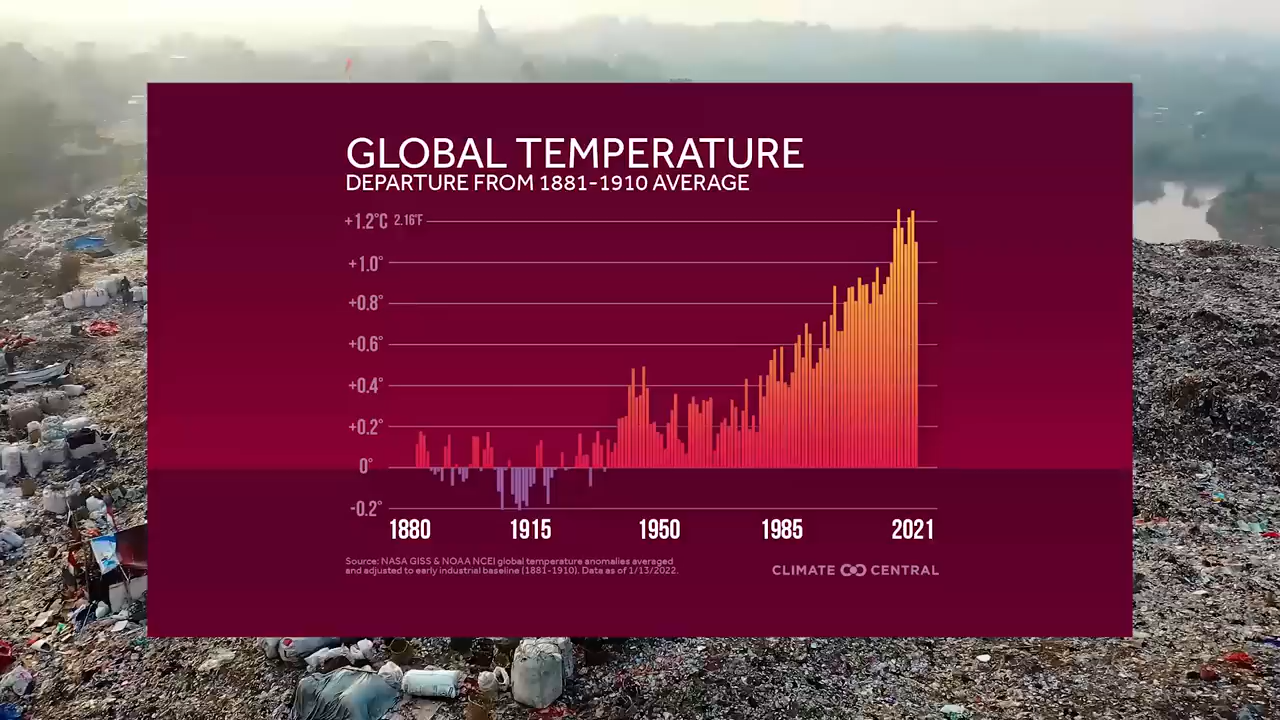 GLOBAL TEMPERATURE
DEPARTURE FROM 1881-1910 AVERAGE
+1.2°C 2.16°F
+1.0°
+0.8°
+0.6°
+0.4°
+0.2°
0°
-0.2°
1880 1915 1950 1985 2021
Source: NASA GISS & NOAA NCEI global temperature anomalies averaged
and adjusted to early industrial baseline (1881-1910). Data as of 1/13/2022.
CLIMATE CENTRAL